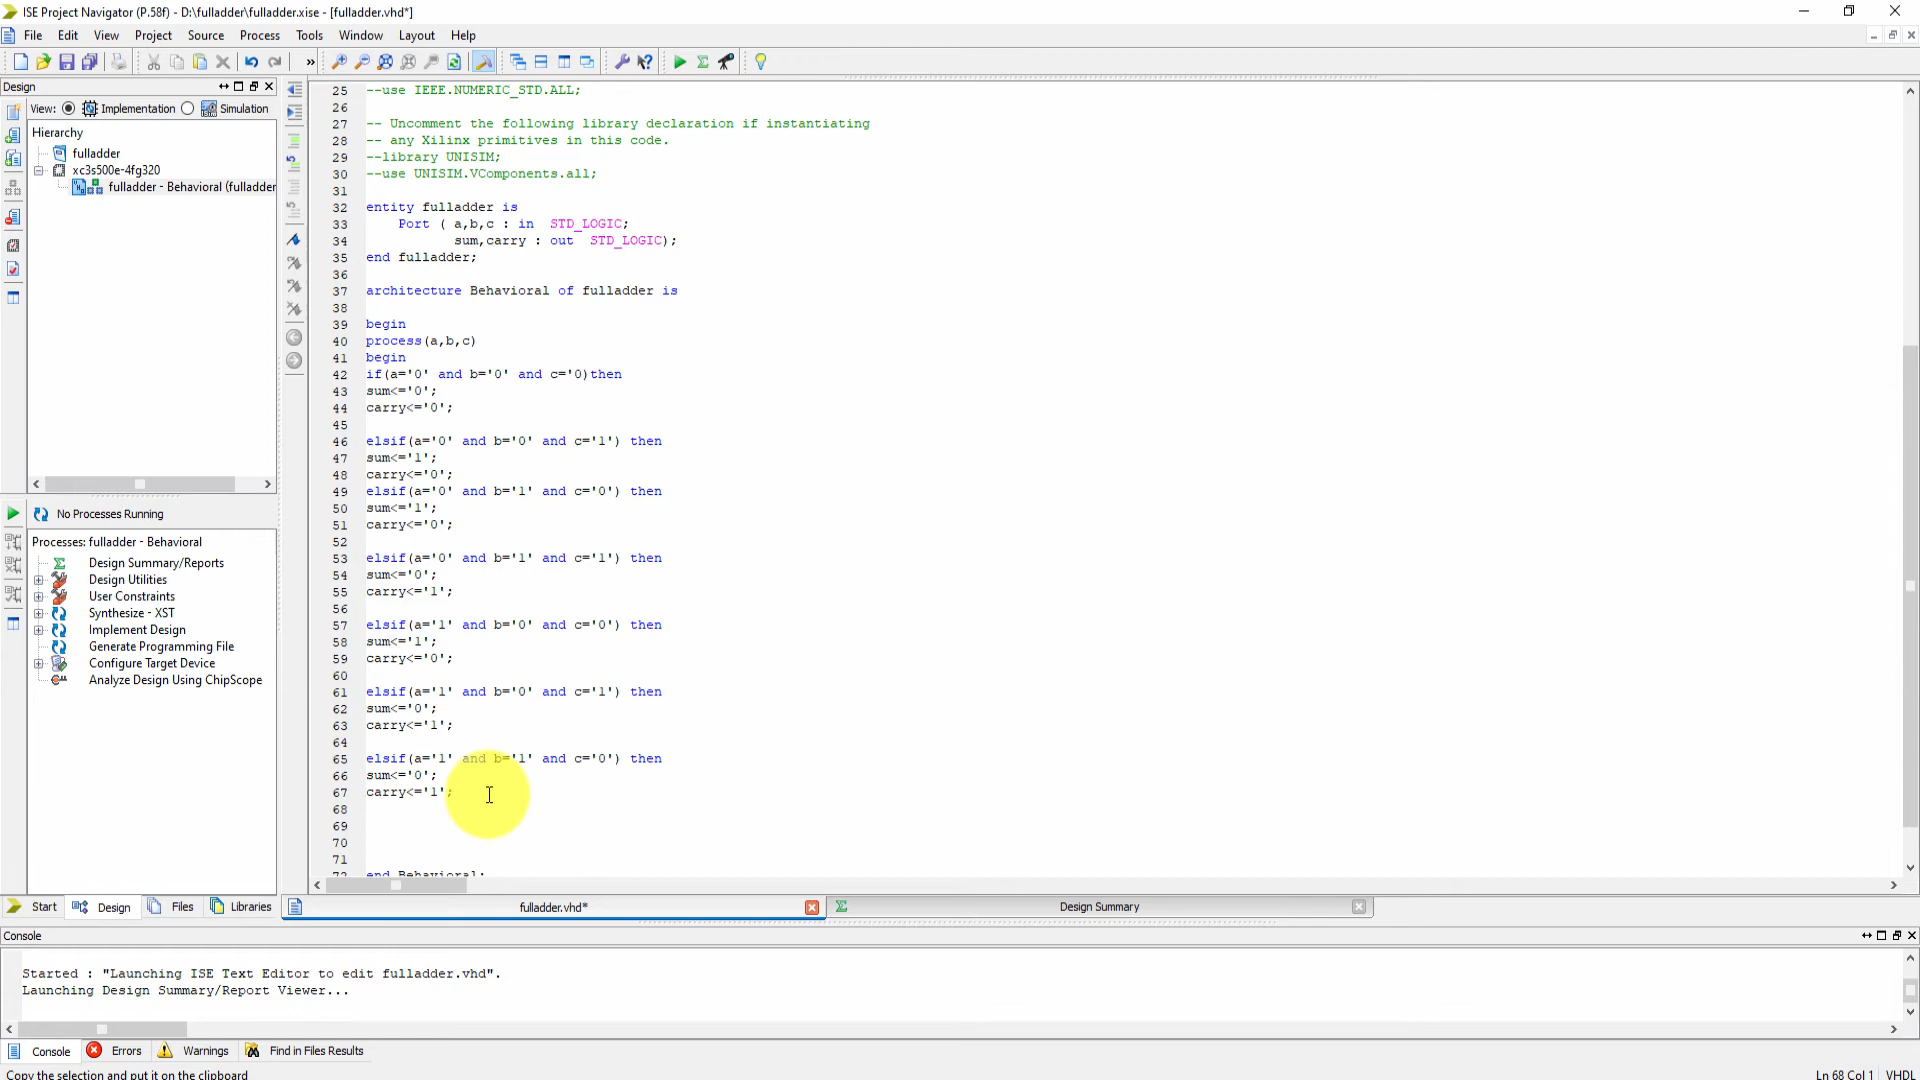 ISE Project Navigator (P.58f) - D:\fulladder\fulladder.xise - [fulladder.vhd*]
File Edit View Project Source Process Tools Window Layout Help
Design
View: Implementation Simulation
Hierarchy
fulladder
xc3s500e-4fg320
fulladder - Behavioral (fulladder
No Processes Running
Processes: fulladder - Behavioral
Design Summary/Reports
Design Utilities
User Constraints
Synthesize - XST
Implement Design
Generate Programming File
Configure Target Device
Analyze Design Using ChipScope
Start Design Files Libraries
25 --use IEEE.NUMERIC_STD.ALL;
26
27 -- Uncomment the following library declaration if instantiating
28 -- any Xilinx primitives in this code.
29 --library UNISIM;
30 --use UNISIM.VComponents.all;
31
32 entity fulladder is
33 Port ( a,b,c : in STD_LOGIC;
34 sum,carry : out STD_LOGIC);
35 end fulladder;
36
37 architecture Behavioral of fulladder is
38
39 begin
40 process(a,b,c)
41 begin
42 if(a='0' and b='0' and c='0)then
43 sum<='0';
44 carry<='0';
45
46 elsif(a='0' and b='0' and c='1') then
47 sum<='1';
48 carry<='0';
49 elsif(a='0' and b='1' and c='0') then
50 sum<='1';
51 carry<='0';
52
53 elsif(a='0' and b='1' and c='1') then
54 sum<='0';
55 carry<='1';
56
57 elsif(a='1' and b='0' and c='0') then
58 sum<='1';
59 carry<='0';
60
61 elsif(a='1' and b='0' and c='1') then
62 sum<='0';
63 carry<='1';
64
65 elsif(a='1' and b='1' and c='0') then
66 sum<='0';
67 carry<='1';
68
69
70
71
72 end Behavioral;
fulladder.vhd* Design Summary
Console
Started : "Launching ISE Text Editor to edit fulladder.vhd".
Launching Design Summary/Report Viewer...
Console Errors Warnings Find in Files Results
Copy the selection and put it on the clipboard
Ln 68 Col 1 VHDL